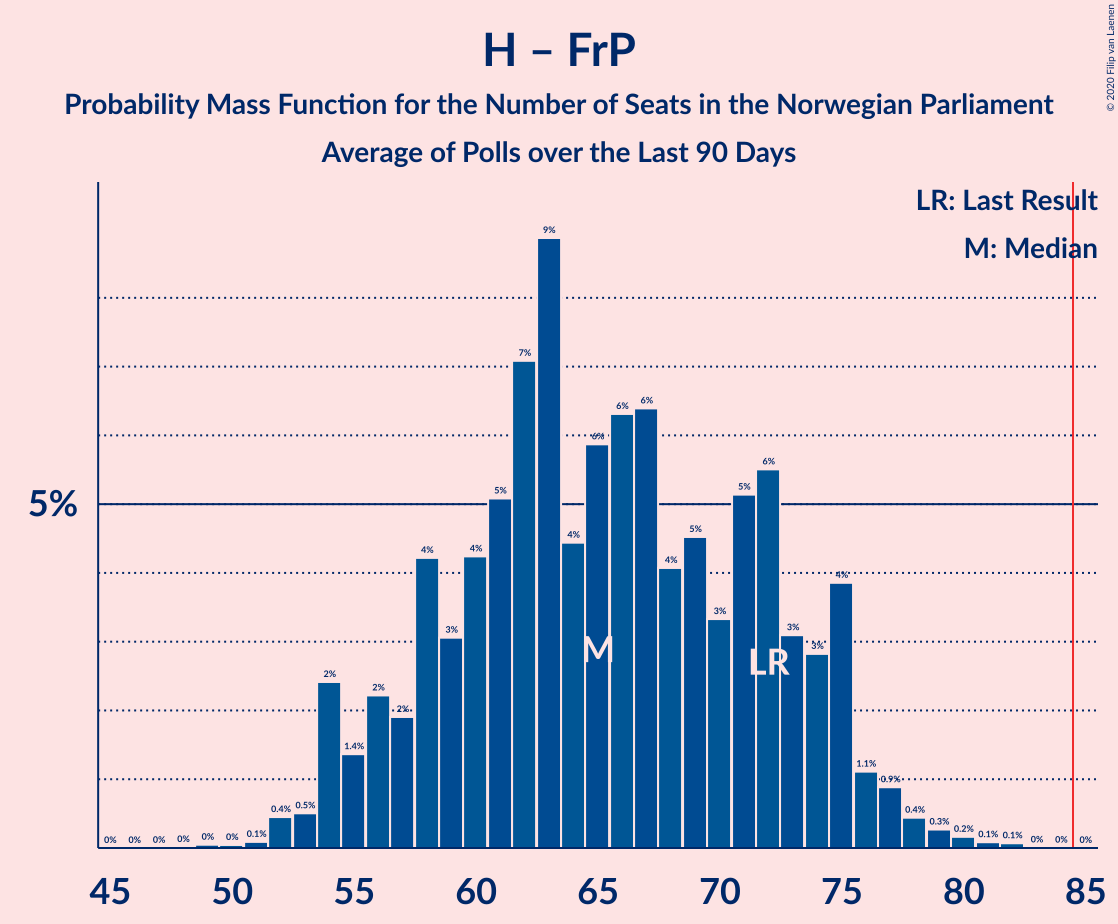 H – FrP
Probability Mass Function for the Number of Seats in the Norwegian Parliament
Average of Polls over the Last 90 Days
© 2020 Filip van Laenen
LR: Last Result
M: Median
5%
0% 0% 0% 0% 0% 0% 0.1% 0.4% 0.5% 2% 1.4% 2% 2% 4% 3% 4% 5% 7% 9% 4% 6% 6% 6% 4% 5% 3% 5% 6% 3% 3% 4% 1.1% 0.9% 0.4% 0.3% 0.2% 0.1% 0.1% 0% 0% 0%
M
LR
45 50 55 60 65 70 75 80 85